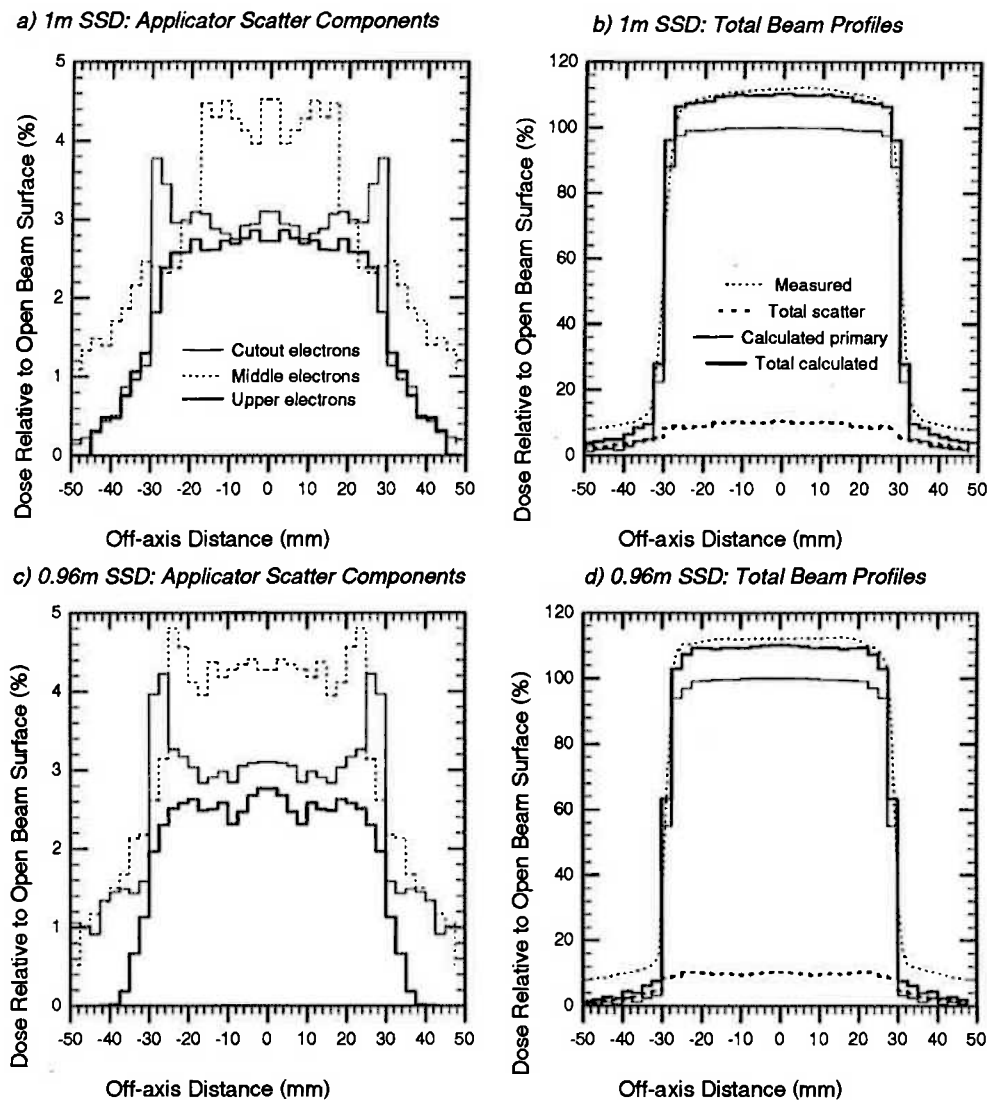 a) 1m SSD: Applicator Scatter Components
Dose Relative to Open Beam Surface (%)
5
4
3
2
1
0
Cutout electrons
Middle electrons
Upper electrons
-50 -40 -30 -20 -10 0 10 20 30 40 50
Off-axis Distance (mm)
b) 1m SSD: Total Beam Profiles
Dose Relative to Open Beam Surface (%)
120
100
80
60
40
20
0
Measured
Total scatter
Calculated primary
Total calculated
-50 -40 -30 -20 -10 0 10 20 30 40 50
Off-axis Distance (mm)
c) 0.96m SSD: Applicator Scatter Components
Dose Relative to Open Beam Surface (%)
5
4
3
2
1
0
-50 -40 -30 -20 -10 0 10 20 30 40 50
Off-axis Distance (mm)
d) 0.96m SSD: Total Beam Profiles
Dose Relative to Open Beam Surface (%)
120
100
80
60
40
20
0
-50 -40 -30 -20 -10 0 10 20 30 40 50
Off-axis Distance (mm)